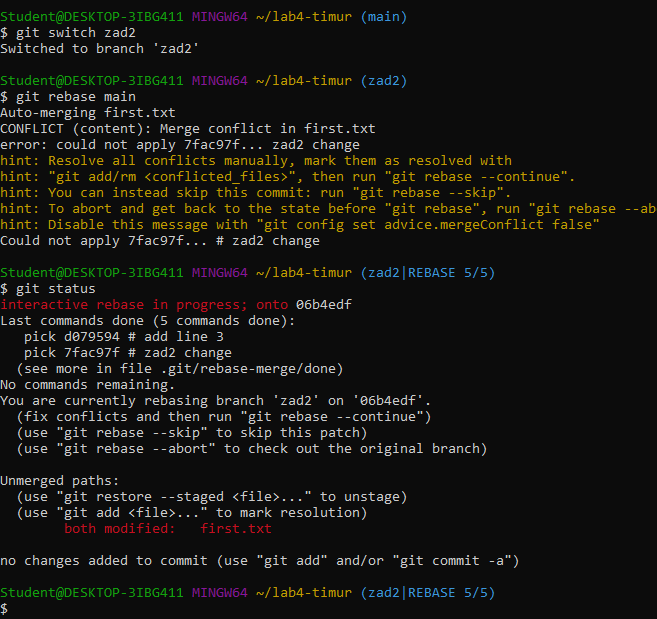 Student@DESKTOP-3IBG411 MINGW64 ~/lab4-timur (main)
$ git switch zad2
Switched to branch 'zad2'
Student@DESKTOP-3IBG411 MINGW64 ~/lab4-timur (zad2)
$ git rebase main
Auto-merging first.txt
CONFLICT (content): Merge conflict in first.txt
error: could not apply 7fac97f... zad2 change
hint: Resolve all conflicts manually, mark them as resolved with
hint: "git add/rm <conflicted_files>", then run "git rebase --continue".
hint: You can instead skip this commit: run "git rebase --skip".
hint: To abort and get back to the state before "git rebase", run "git rebase --ab
hint: Disable this message with "git config set advice.mergeConflict false"
Could not apply 7fac97f... # zad2 change
Student@DESKTOP-3IBG411 MINGW64 ~/lab4-timur (zad2|REBASE 5/5)
$ git status
interactive rebase in progress; onto 06b4edf
Last commands done (5 commands done):
   pick d079594 # add line 3
   pick 7fac97f # zad2 change
  (see more in file .git/rebase-merge/done)
No commands remaining.
You are currently rebasing branch 'zad2' on '06b4edf'.
  (fix conflicts and then run "git rebase --continue")
  (use "git rebase --skip" to skip this patch)
  (use "git rebase --abort" to check out the original branch)
Unmerged paths:
  (use "git restore --staged <file>..." to unstage)
  (use "git add <file>..." to mark resolution)
        both modified:   first.txt
no changes added to commit (use "git add" and/or "git commit -a")
Student@DESKTOP-3IBG411 MINGW64 ~/lab4-timur (zad2|REBASE 5/5)
$